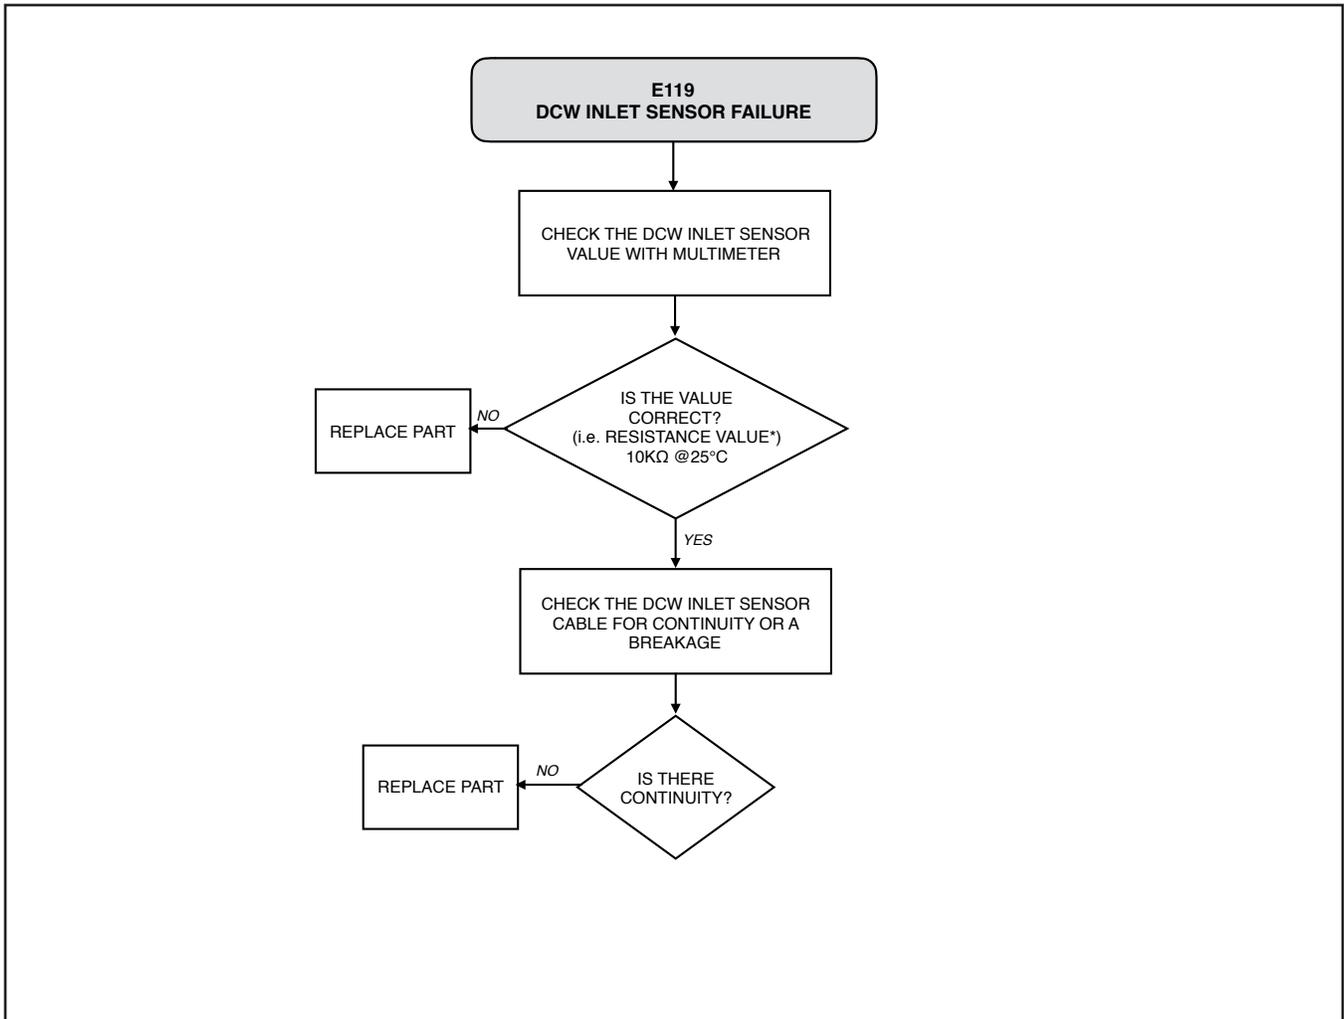 E119
DCW INLET SENSOR FAILURE
CHECK THE DCW INLET SENSOR
VALUE WITH MULTIMETER
IS THE VALUE
CORRECT?
(i.e. RESISTANCE VALUE*)
10KΩ @25°C
NO
REPLACE PART
YES
CHECK THE DCW INLET SENSOR
CABLE FOR CONTINUITY OR A
BREAKAGE
IS THERE
CONTINUITY?
NO
REPLACE PART